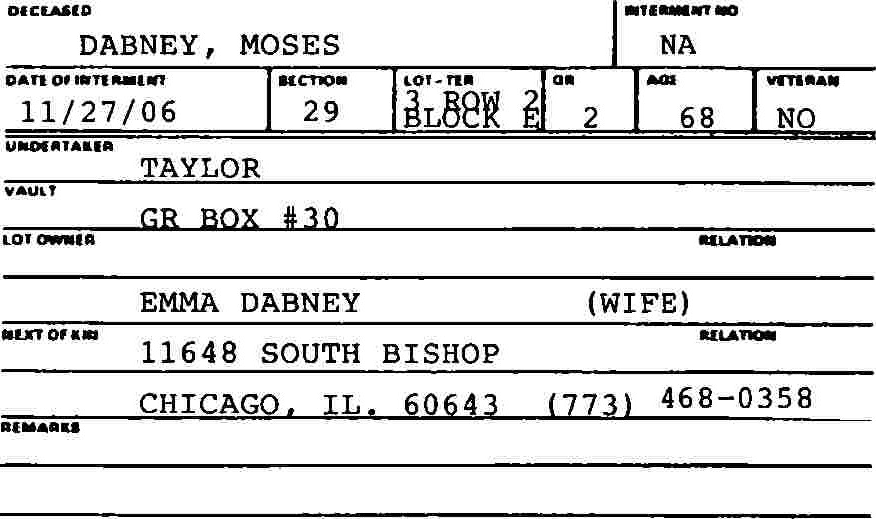 DECEASED INTERMENT NO
DABNEY, MOSES NA
DATE OF INTERMENT SECTION LOT-TER GR AGE VETERAN
3 ROW 2
11/27/06 29 BLOCK E 2 68 NO
UNDERTAKER
TAYLOR
VAULT
GR BOX #30
LOT OWNER RELATION
EMMA DABNEY (WIFE)
NEXT OF KIN RELATION
11648 SOUTH BISHOP
CHICAGO, IL. 60643 (773) 468-0358
REMARKS